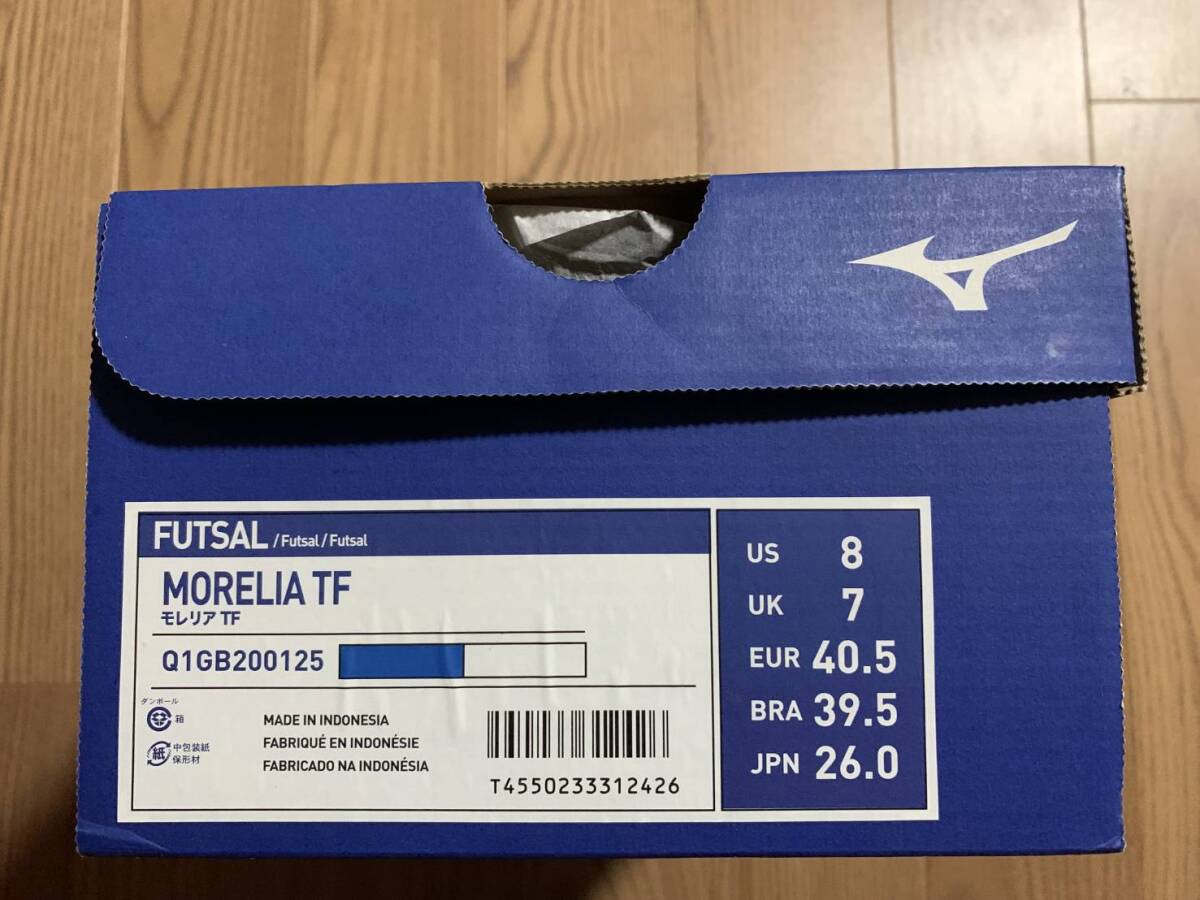 FUTSAL /Futsal/Futsal
MORELIA TF
モレリア TF
Q1GB200125
ダンボール
箱
紙
中包装紙
保形材
MADE IN INDONESIA
FABRIQUÉ EN INDONÉSIE
FABRICADO NA INDONÉSIA
T4550233312426
US 8
UK 7
EUR 40.5
BRA 39.5
JPN 26.0